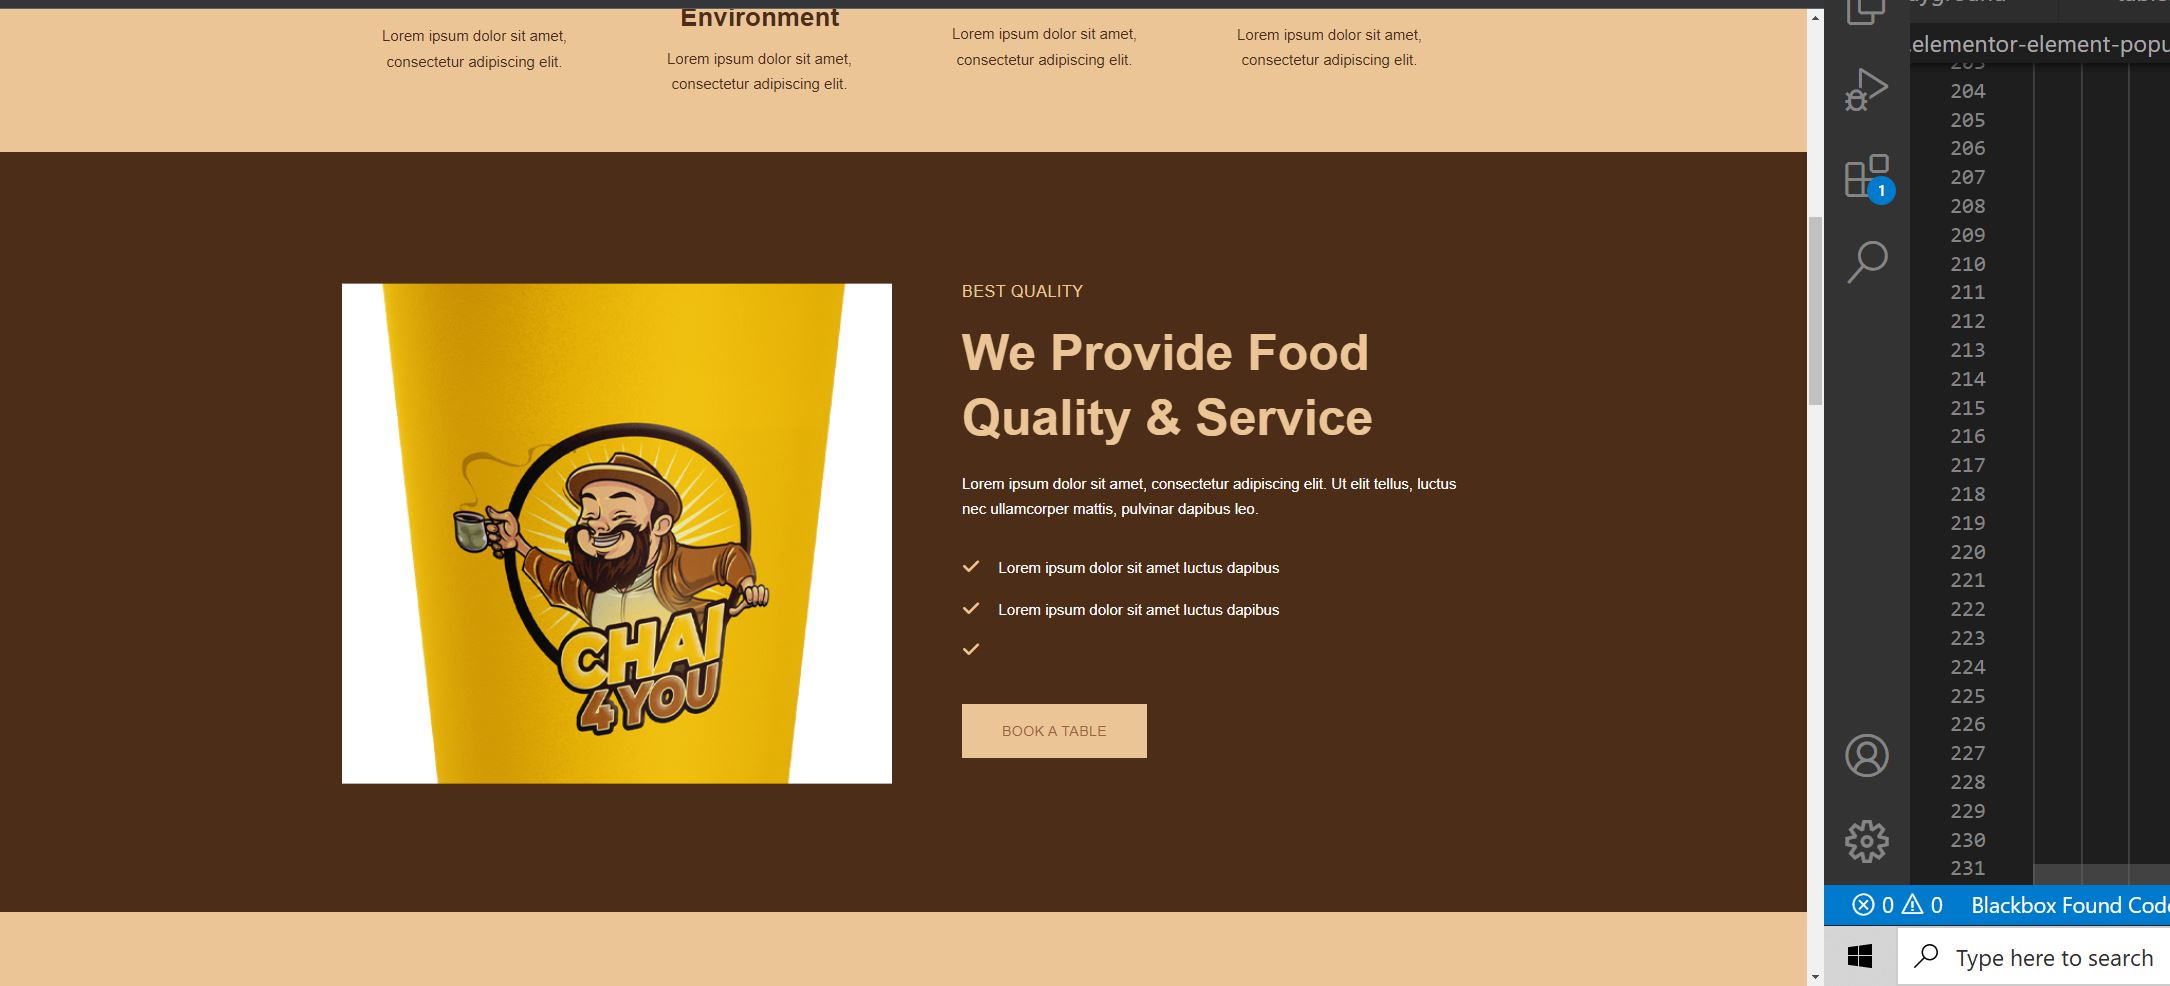 Environment
Lorem ipsum dolor sit amet,
consectetur adipiscing elit.
Lorem ipsum dolor sit amet,
consectetur adipiscing elit.
Lorem ipsum dolor sit amet,
consectetur adipiscing elit.
Lorem ipsum dolor sit amet,
consectetur adipiscing elit.
CHAI
4YOU
BEST QUALITY
We Provide Food
Quality & Service
Lorem ipsum dolor sit amet, consectetur adipiscing elit. Ut elit tellus, luctus
nec ullamcorper mattis, pulvinar dapibus leo.
Lorem ipsum dolor sit amet luctus dapibus
Lorem ipsum dolor sit amet luctus dapibus
BOOK A TABLE
.elementor-element-popu
204
205
206
207
208
209
210
211
212
213
214
215
216
217
218
219
220
221
222
223
224
225
226
227
228
229
230
231
1
0 0 Blackbox Found Code
Type here to search